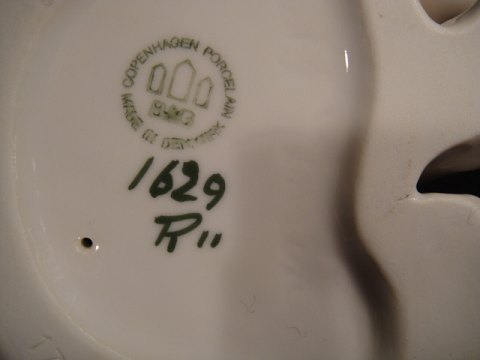 COPENHAGEN PORCELAIN
B&G
MADE IN DENMARK
1629
R"